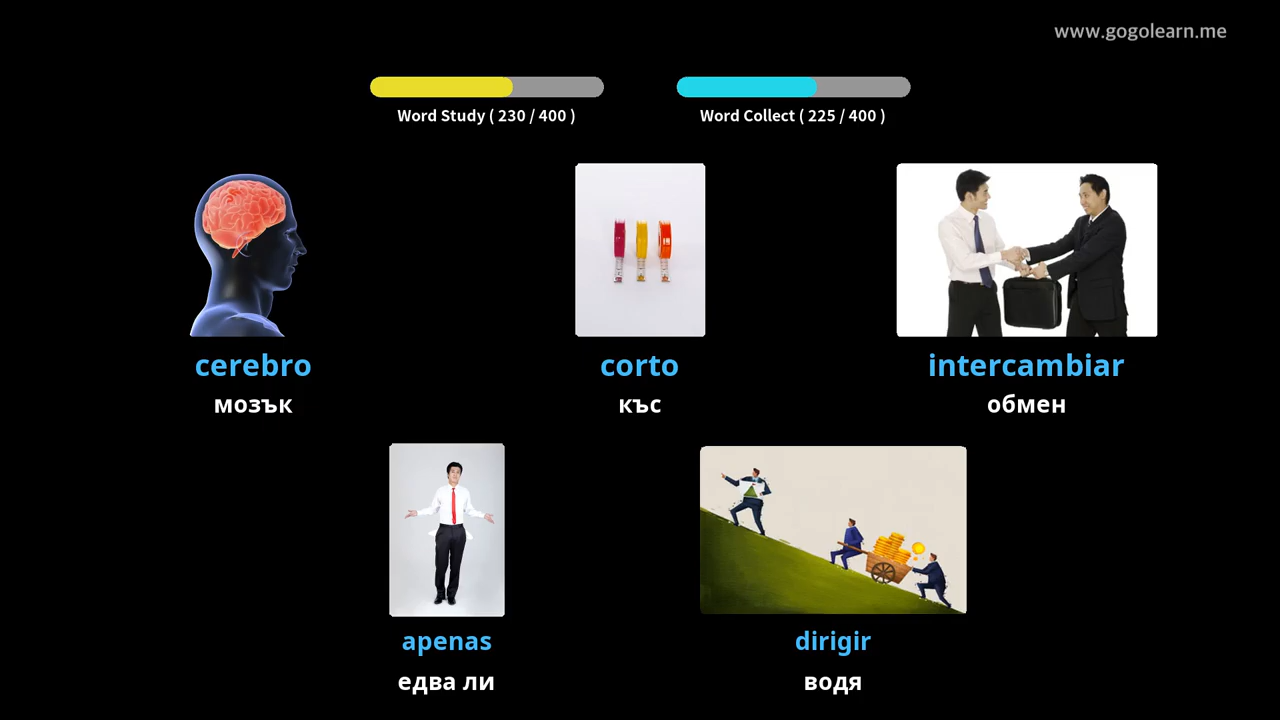 www.gogolearn.me
Word Study ( 230 / 400 )
Word Collect ( 225 / 400 )
cerebro
corto
intercambiar
мозък
къс
обмен
apenas
dirigir
едва ли
водя